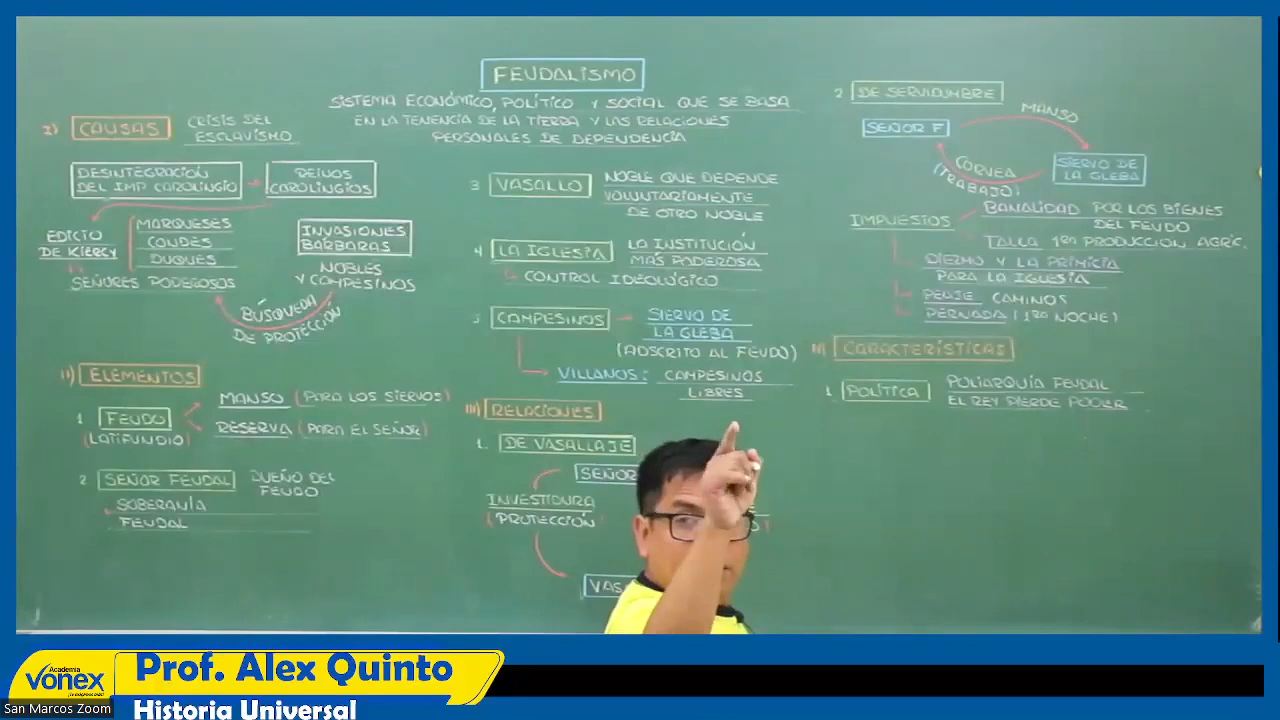 FEUDALISMO
SISTEMA ECONÓMICO, POLÍTICO Y SOCIAL QUE SE BASA
EN LA TENENCIA DE LA TIERRA Y LAS RELACIONES
PERSONALES DE DEPENDENCIA
I) CAUSAS
CRISIS DEL
ESCLAVISMO
DESINTEGRACIÓN
DEL IMP CAROLINGIO
REINOS
CAROLINGIOS
EDICTO
DE KIERCY
MARQUESES
CONDES
DUQUES
SEÑORES PODEROSOS
INVASIONES
BÁRBARAS
NOBLES
Y CAMPESINOS
BÚSQUEDA
DE PROTECCIÓN
II) ELEMENTOS
1 FEUDO
(LATIFUNDIO)
MANSO (PARA LOS SIERVOS)
RESERVA (PARA EL SEÑOR)
2 SEÑOR FEUDAL
DUEÑO DEL
FEUDO
SOBERANÍA
FEUDAL
3 VASALLO
NOBLE QUE DEPENDE
VOLUNTARIAMENTE
DE OTRO NOBLE
4 LA IGLESIA
LA INSTITUCIÓN
MÁS PODEROSA
CONTROL IDEOLÓGICO
5 CAMPESINOS
SIERVO DE
LA GLEBA
(ADSCRITO AL FEUDO)
VILLANOS: CAMPESINOS
LIBRES
III) RELACIONES
1. DE VASALLAJE
SEÑOR
INVESTIDURA
(PROTECCIÓN)
VAS
2 DE SERVIDUMBRE
SEÑOR F
MANSO
CORVEA
(TRABAJO)
SIERVO DE
LA GLEBA
IMPUESTOS
BANALIDAD POR LOS BIENES
DEL FEUDO
TALLA 1RA PRODUCCIÓN AGRÍC.
DIEZMO Y LA PRIMICIA
PARA LA IGLESIA
PEAJE CAMINOS
PERNADA (1RA NOCHE)
IV) CARACTERÍSTICAS
1. POLÍTICA
POLIARQUÍA FEUDAL
EL REY PIERDE PODER
Academia
vonex
Prof. Alex Quinto
Historia Universal
San Marcos Zoom